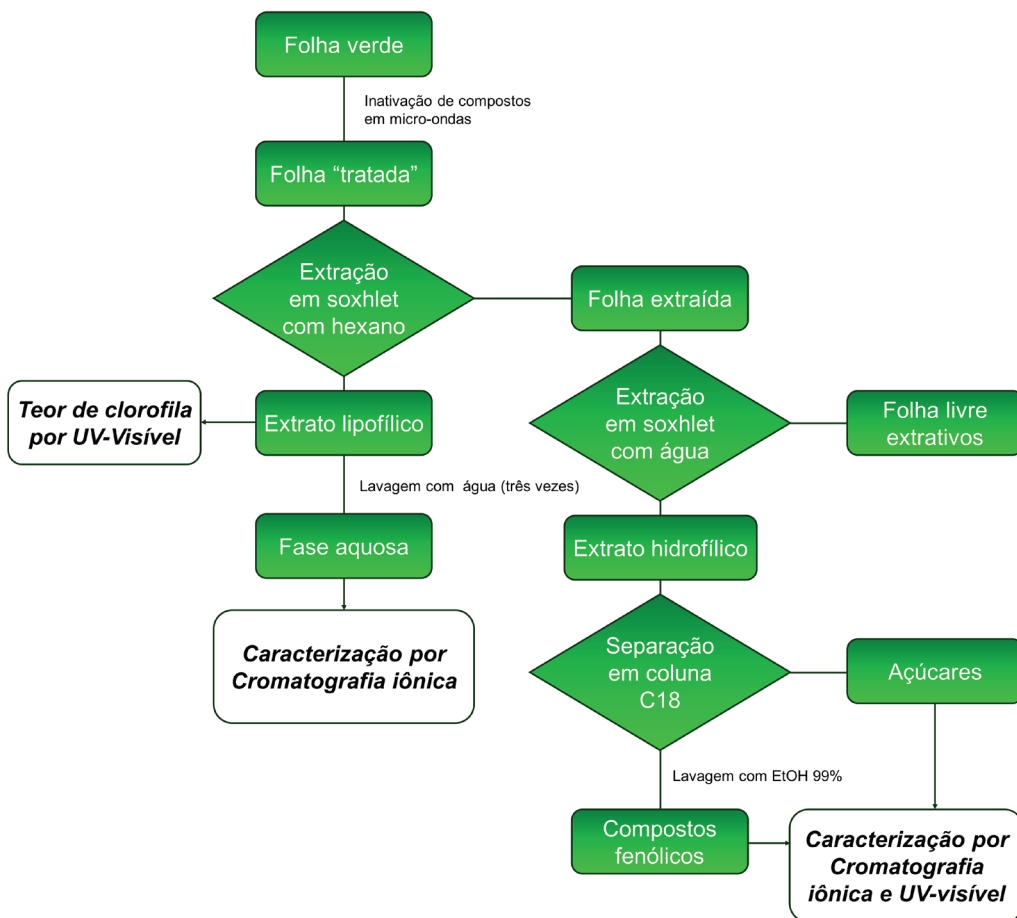 Folha verde
Inativação de compostos
em micro-ondas
Folha “tratada”
Extração
em soxhlet
com hexano
Folha extraída
Teor de clorofila
por UV-Visível
Extrato lipofílico
Extração
em soxhlet
com água
Folha livre
extrativos
Lavagem com água (três vezes)
Fase aquosa
Extrato hidrofílico
Caracterização por
Cromatografia iônica
Separação
em coluna
C18
Açúcares
Lavagem com EtOH 99%
Compostos
fenólicos
Caracterização por
Cromatografia
iônica e UV-visível